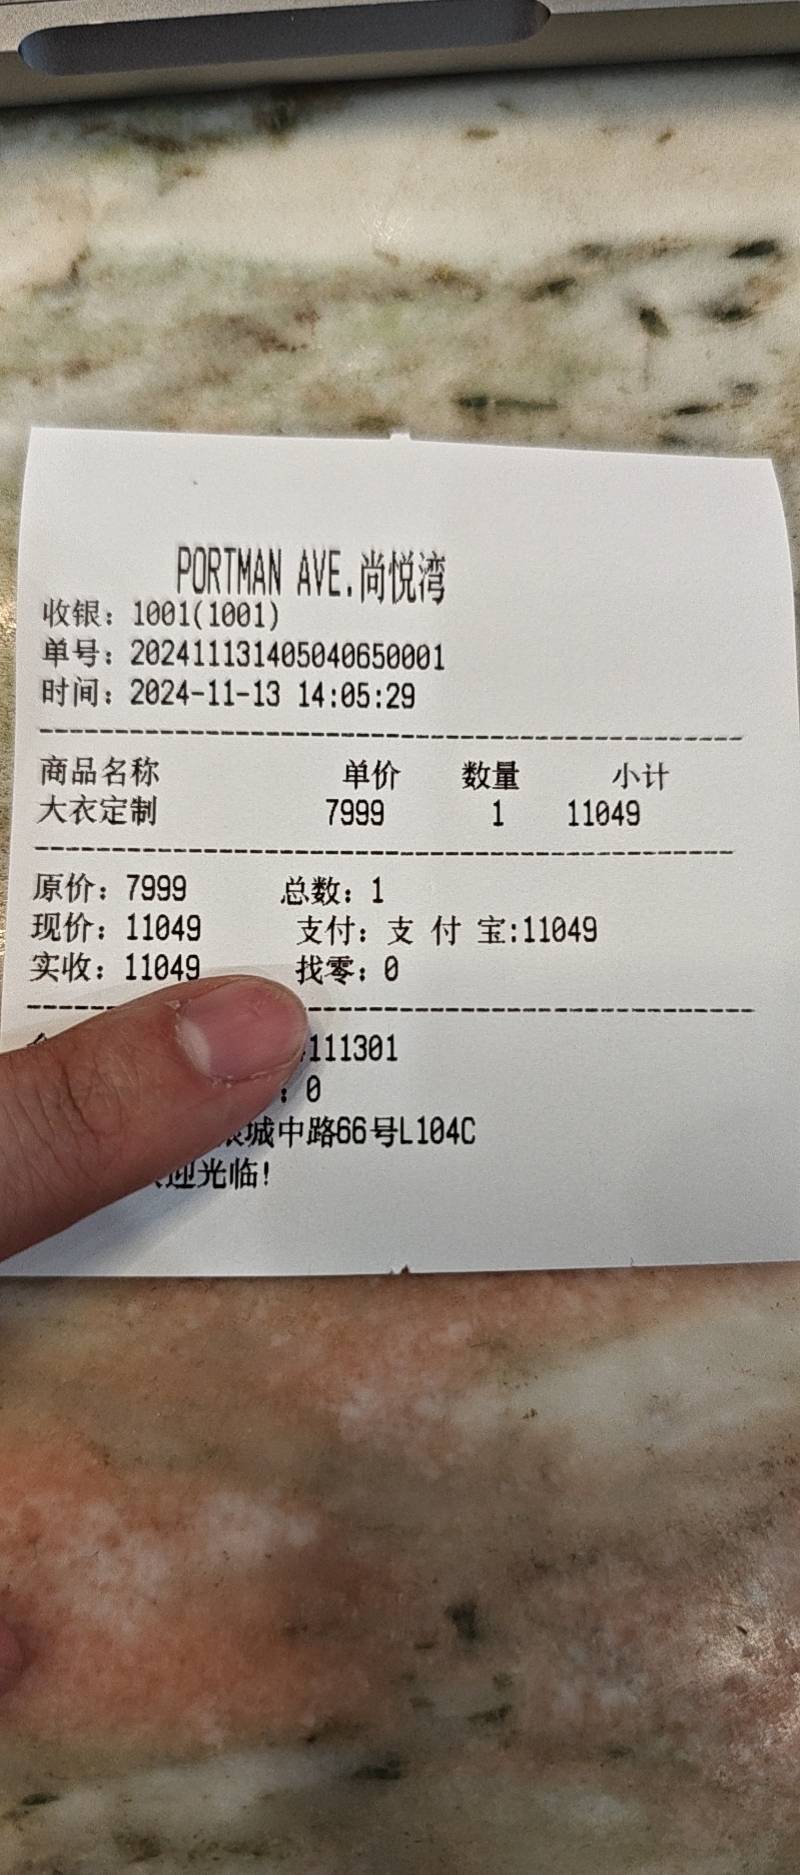 PORTMAN AVE.尚悦湾
收银：1001(1001)
单号：202411131405040650001
时间：2024-11-13 14:05:29
商品名称 单价 数量 小计
大衣定制 7999 1 11049
原价：7999 总数：1
现价：11049 支付：支 付 宝:11049
实收：11049 找零：0
111301
：0
城中路66号L104C
迎光临!